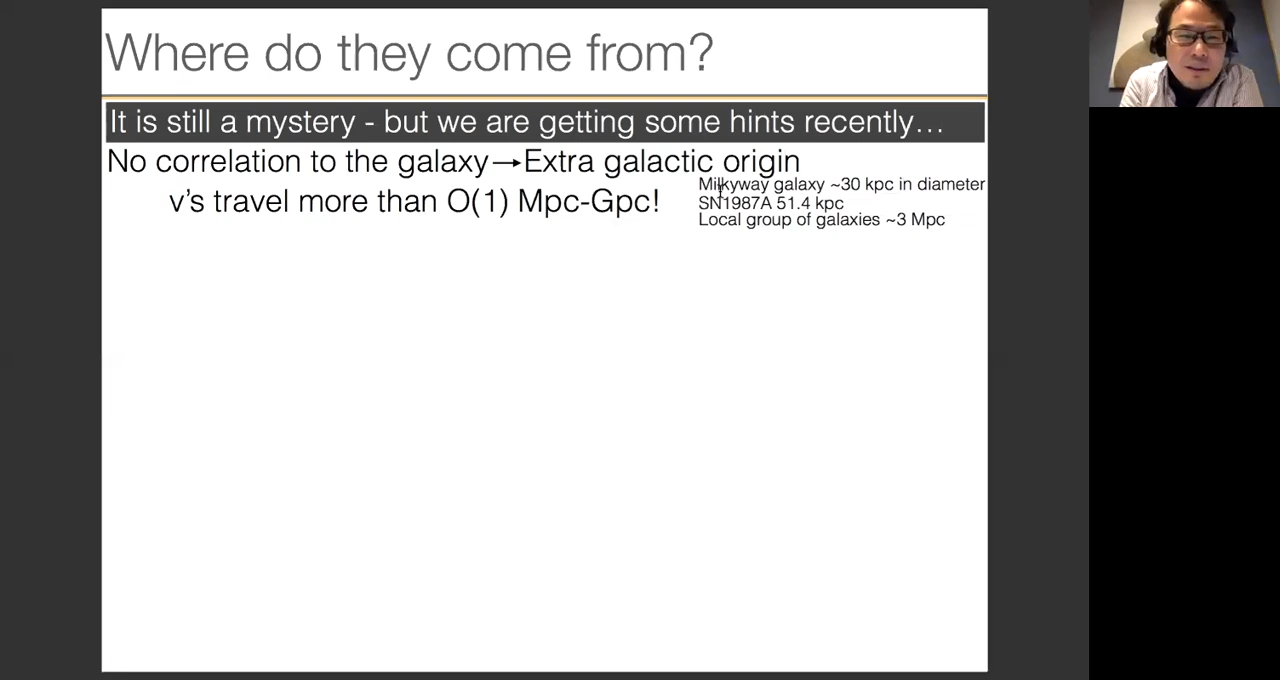 Where do they come from?
It is still a mystery - but we are getting some hints recently…
No correlation to the galaxy→Extra galactic origin
ν's travel more than O(1) Mpc-Gpc!
Milkyway galaxy ~30 kpc in diameter
SN1987A 51.4 kpc
Local group of galaxies ~3 Mpc